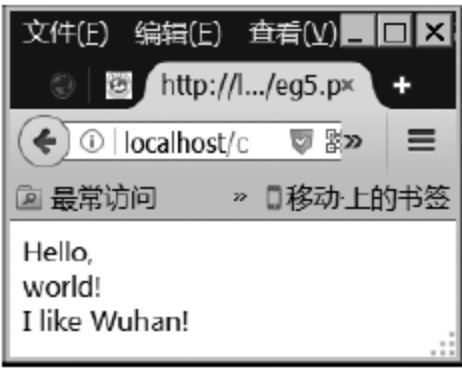 文件(F) 编辑(E) 查看(V)
http://l.../eg5.p×
localhost/c
最常访问 » 移动上的书签
Hello,
world!
I like Wuhan!